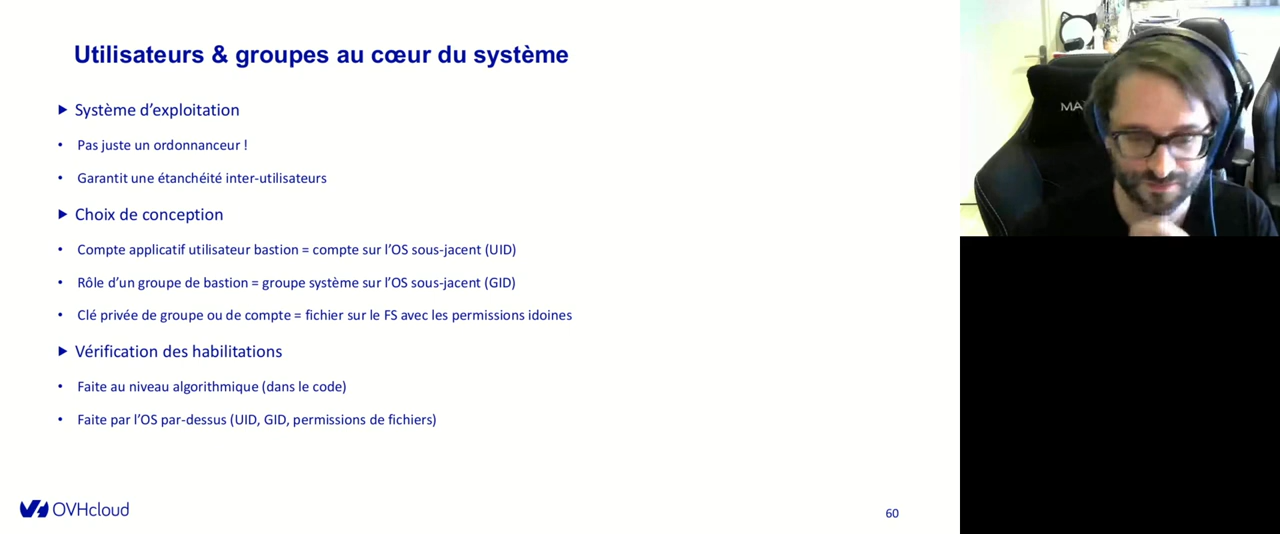 Utilisateurs & groupes au cœur du système
Système d’exploitation
Pas juste un ordonnanceur !
Garantit une étanchéité inter-utilisateurs
Choix de conception
Compte applicatif utilisateur bastion = compte sur l’OS sous-jacent (UID)
Rôle d’un groupe de bastion = groupe système sur l’OS sous-jacent (GID)
Clé privée de groupe ou de compte = fichier sur le FS avec les permissions idoines
Vérification des habilitations
Faite au niveau algorithmique (dans le code)
Faite par l’OS par-dessus (UID, GID, permissions de fichiers)
OVHcloud
60
MA